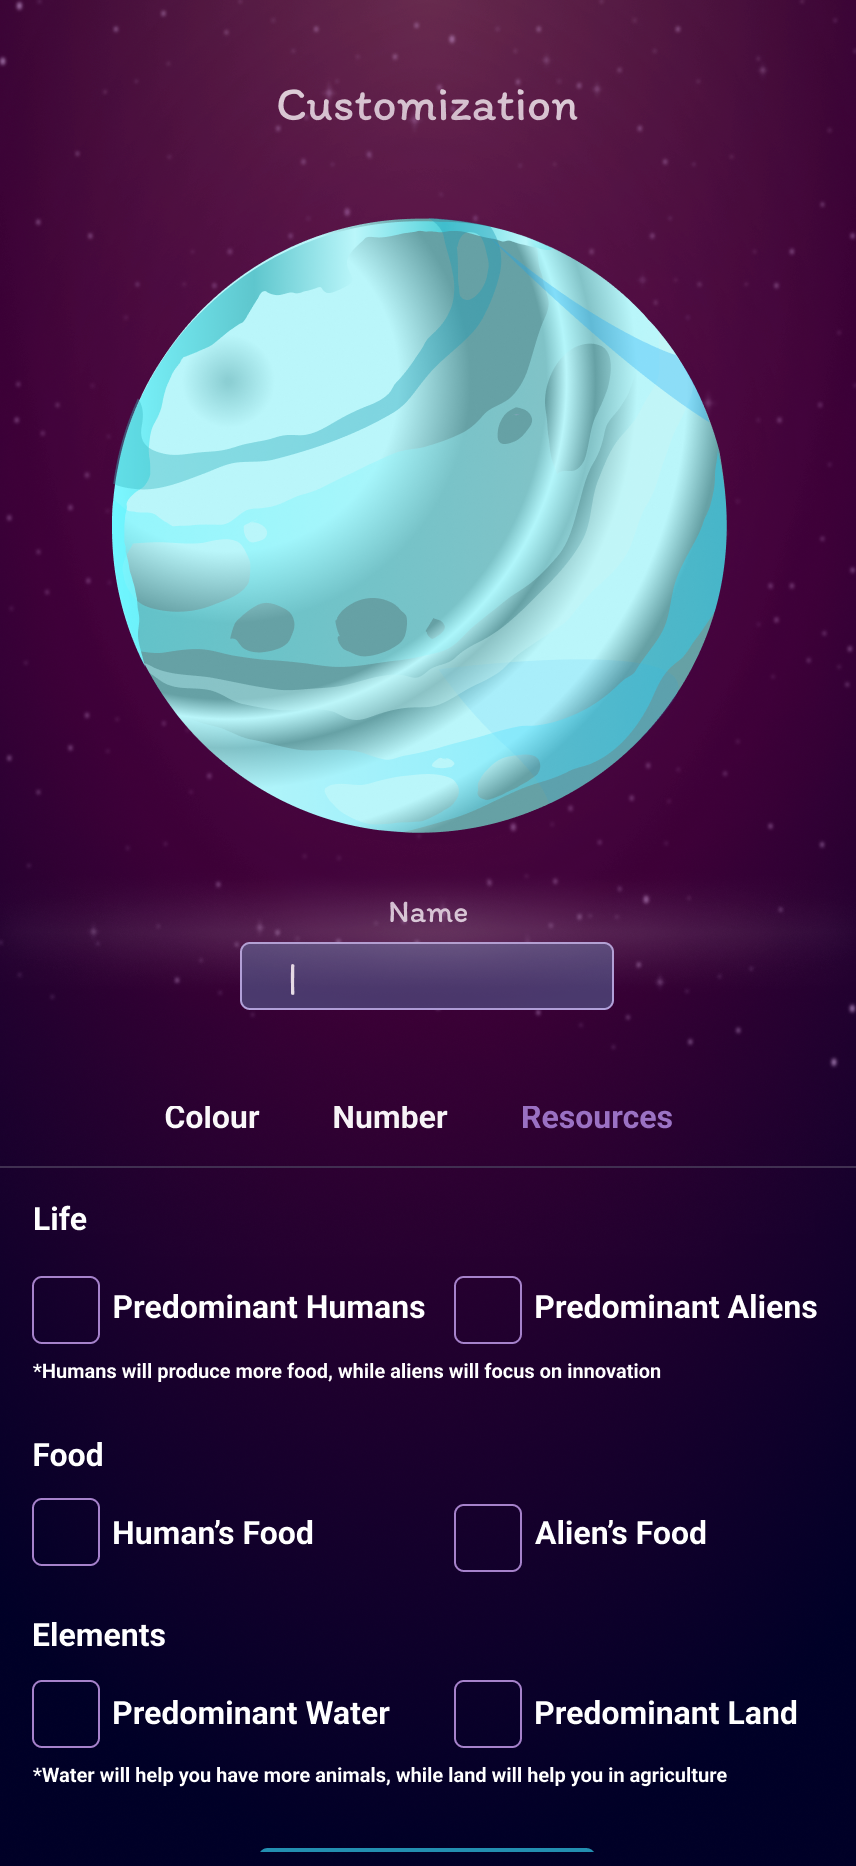 Customization
Name
Colour Number Resources
Life
Predominant Humans Predominant Aliens
*Humans will produce more food, while aliens will focus on innovation
Food
Human’s Food Alien’s Food
Elements
Predominant Water Predominant Land
*Water will help you have more animals, while land will help you in agriculture